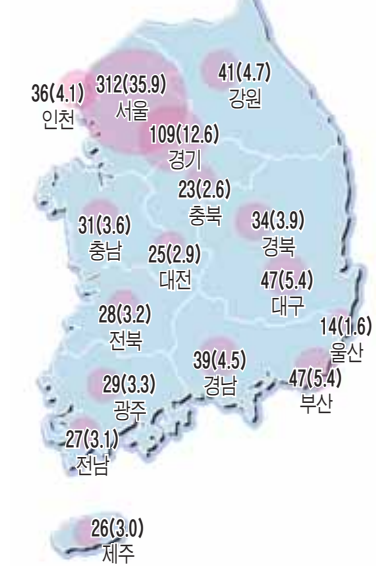 36(4.1)
인천
312(35.9)
서울
41(4.7)
강원
109(12.6)
경기
23(2.6)
충북
31(3.6)
충남
34(3.9)
경북
25(2.9)
대전
47(5.4)
대구
28(3.2)
전북
14(1.6)
울산
39(4.5)
경남
47(5.4)
부산
29(3.3)
광주
27(3.1)
전남
26(3.0)
제주